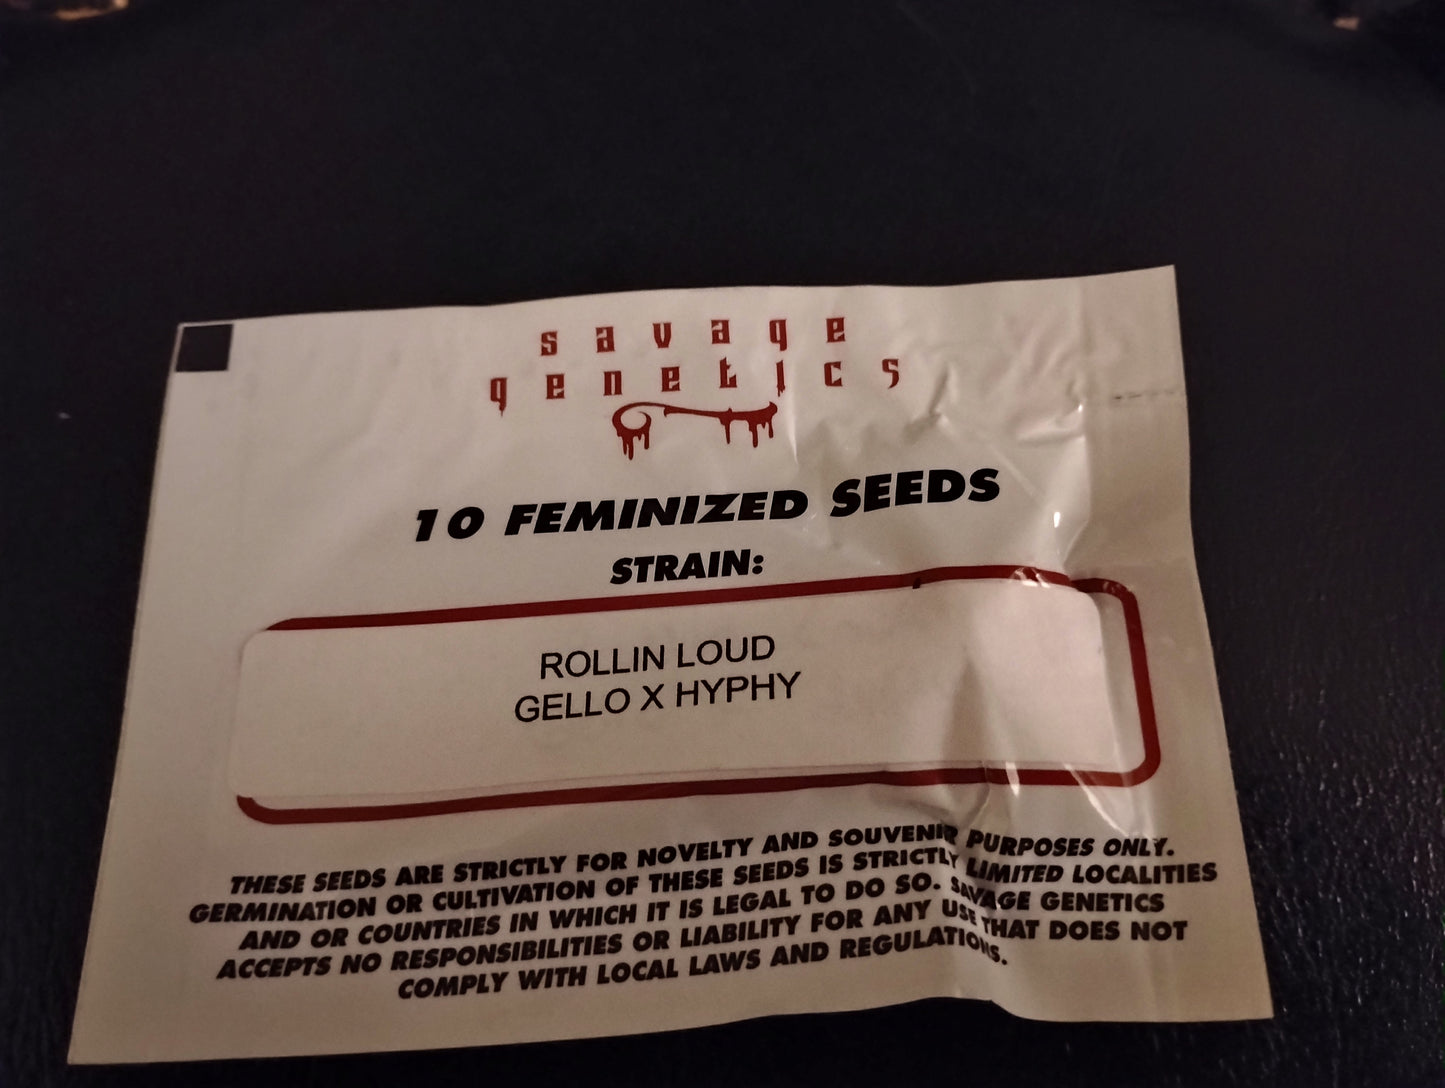 savage
genetics
10 FEMINIZED SEEDS
STRAIN:
ROLLIN LOUD
GELLO X HYPHY
THESE SEEDS ARE STRICTLY FOR NOVELTY AND SOUVENIR PURPOSES ONLY.
GERMINATION OR CULTIVATION OF THESE SEEDS IS STRICTLY LIMITED LOCALITIES
AND OR COUNTRIES IN WHICH IT IS LEGAL TO DO SO. SAVAGE GENETICS
ACCEPTS NO RESPONSIBILITIES OR LIABILITY FOR ANY USE THAT DOES NOT
COMPLY WITH LOCAL LAWS AND REGULATIONS.